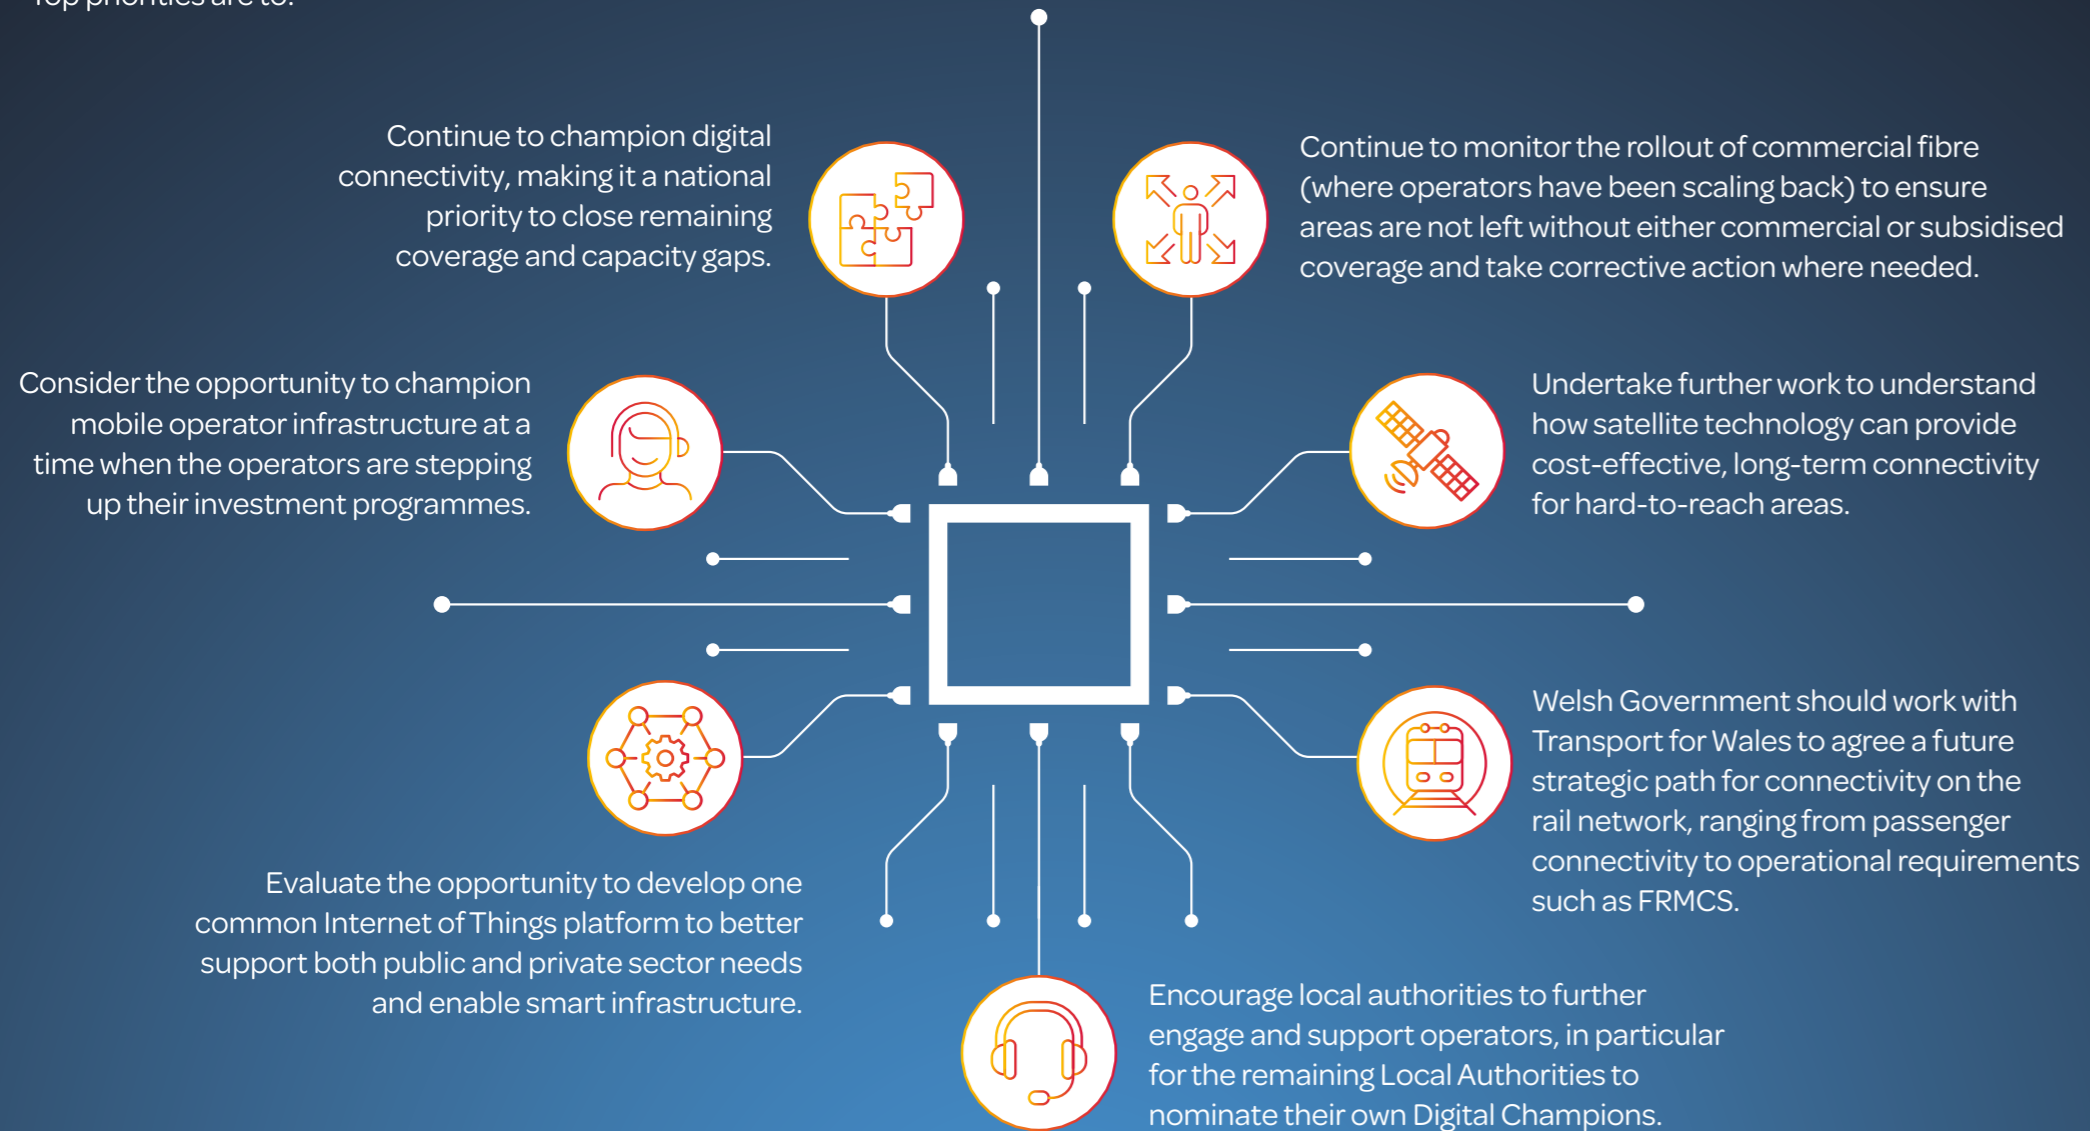 Top priorities are to:
Continue to champion digital
connectivity, making it a national
priority to close remaining
coverage and capacity gaps.
Continue to monitor the rollout of commercial fibre
(where operators have been scaling back) to ensure
areas are not left without either commercial or subsidised
coverage and take corrective action where needed.
Consider the opportunity to champion
mobile operator infrastructure at a
time when the operators are stepping
up their investment programmes.
Undertake further work to understand
how satellite technology can provide
cost-effective, long-term connectivity
for hard-to-reach areas.
Evaluate the opportunity to develop one
common Internet of Things platform to better
support both public and private sector needs
and enable smart infrastructure.
Welsh Government should work with
Transport for Wales to agree a future
strategic path for connectivity on the
rail network, ranging from passenger
connectivity to operational requirements
such as FRMCS.
Encourage local authorities to further
engage and support operators, in particular
for the remaining Local Authorities to
nominate their own Digital Champions.